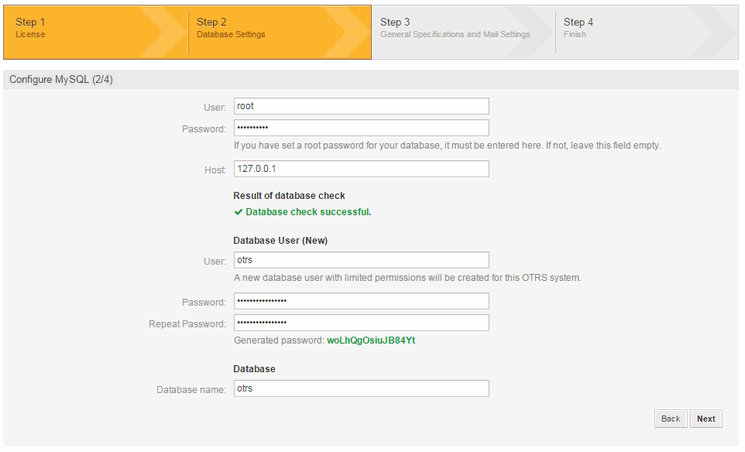 Step 1
License
Step 2
Database Settings
Step 3
General Specifications and Mail Settings
Step 4
Finish
Configure MySQL (2/4)
User: root
Password: ••••••••••
If you have set a root password for your database, it must be entered here. If not, leave this field empty.
Host: 127.0.0.1
Result of database check
✔ Database check successful.
Database User (New)
User: otrs
A new database user with limited permissions will be created for this OTRS system.
Password: ••••••••••••••••
Repeat Password: ••••••••••••••••
Generated password: woLhQgOsiuJB84Yt
Database
Database name: otrs
Back Next